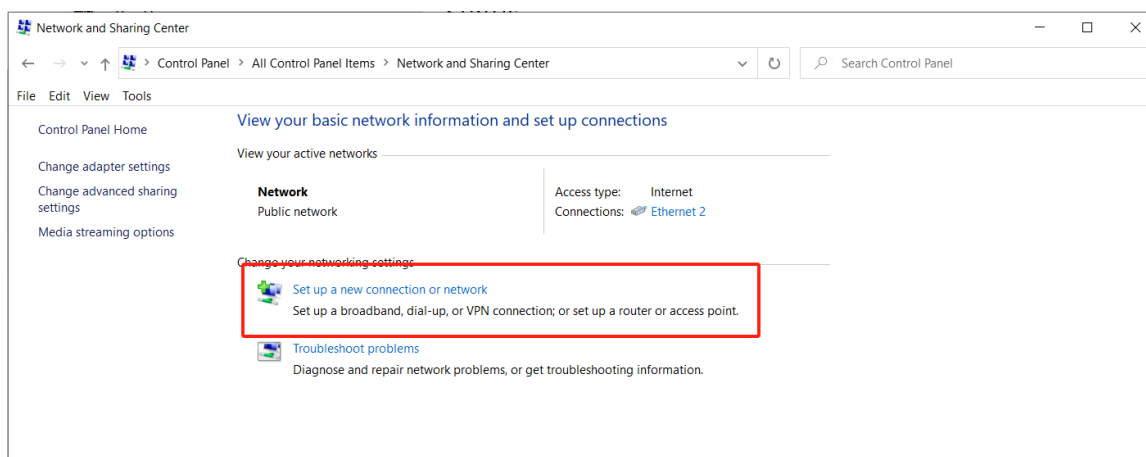 Network and Sharing Center
Control Panel > All Control Panel Items > Network and Sharing Center
Search Control Panel
File Edit View Tools
Control Panel Home
Change adapter settings
Change advanced sharing
settings
Media streaming options
View your basic network information and set up connections
View your active networks
Network
Public network
Access type: Internet
Connections: Ethernet 2
Change your networking settings
Set up a new connection or network
Set up a broadband, dial-up, or VPN connection; or set up a router or access point.
Troubleshoot problems
Diagnose and repair network problems, or get troubleshooting information.